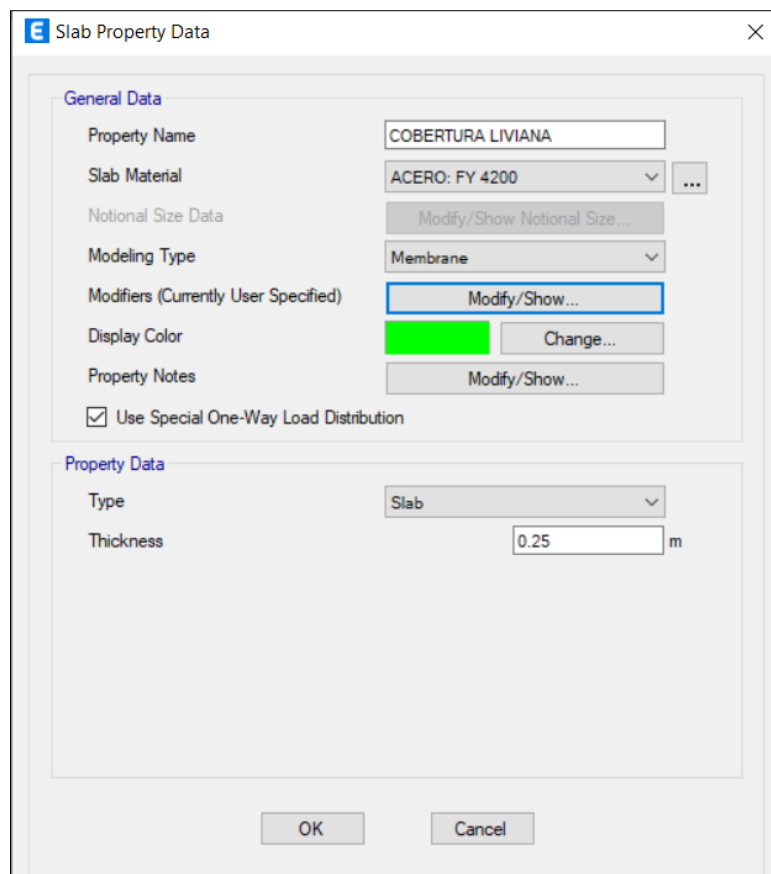 E Slab Property Data
General Data
Property Name COBERTURA LIVIANA
Slab Material ACERO: FY 4200 ...
Notional Size Data Modify/Show Notional Size...
Modeling Type Membrane
Modifiers (Currently User Specified) Modify/Show...
Display Color Change...
Property Notes Modify/Show...
Use Special One-Way Load Distribution
Property Data
Type Slab
Thickness 0.25 m
OK Cancel